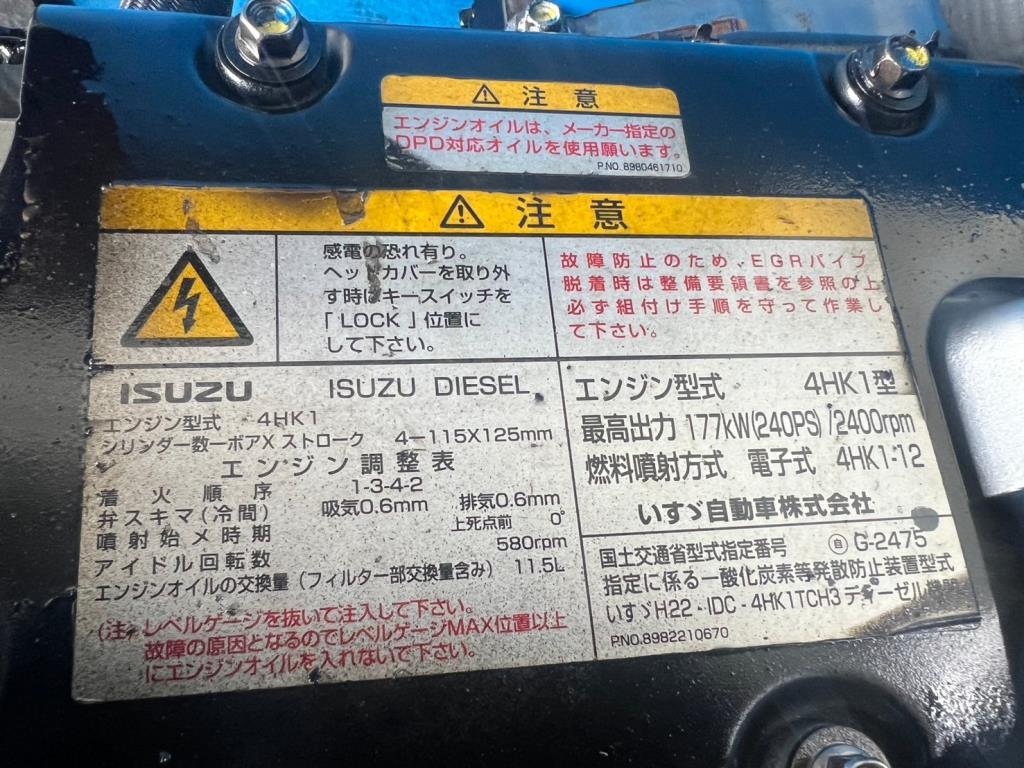 ⚠ 注意
エンジンオイルは、メーカー指定の
DPD対応オイルを使用願います。
P.NO. 8980461710
⚠ 注意
感電の恐れ有り。
ヘッドカバーを取り外
す時はキースイッチを
「LOCK」位置に
して下さい。
故障防止のため、EGRパイプ
脱着時は整備要領書を参照の上
必ず組付け手順を守って作業し
て下さい。
ISUZU ISUZU DIESEL
エンジン型式 4HK1
シリンダー数ーボアXストローク 4ー115X125mm
エンジン調整表
着火順序 1-3-4-2
弁スキマ(冷間) 吸気0.6mm 排気0.6mm
噴射始メ時期 上死点前 0°
アイドル回転数 580rpm
エンジンオイルの交換量(フィルター部交換量含み) 11.5L
(注)レベルゲージを抜いて注入して下さい。
故障の原因となるのでレベルゲージMAX位置以上
にエンジンオイルを入れないで下さい。
エンジン型式 4HK1型
最高出力 177kW(240PS)/2400rpm
燃料噴射方式 電子式 4HK1-12
いすゞ自動車株式会社
国土交通省型式指定番号 自 G-2475
指定に係る一酸化炭素等発散防止装置型式
いすゞH22・IDC・4HK1TCH3ディーゼル機関
P.NO.8982210670